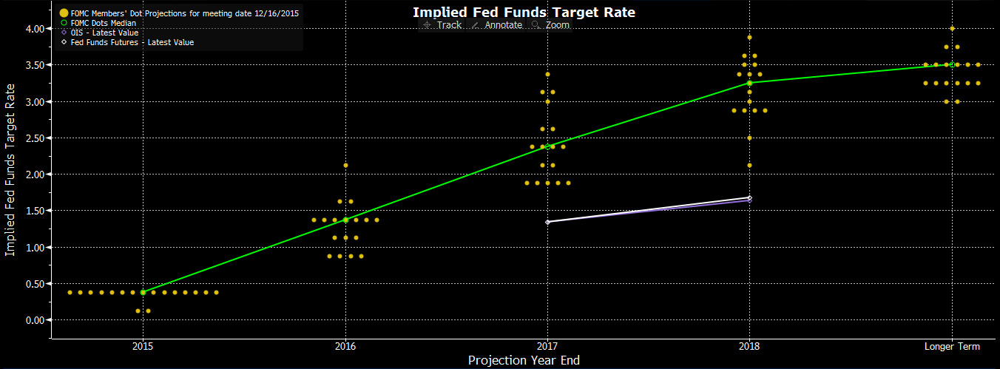 Implied Fed Funds Target Rate
FOMC Members' Dot Projections for meeting date 12/16/2015
FOMC Dots Median
OIS - Latest Value
Fed Funds Futures - Latest Value
Track Annotate Zoom
Implied Fed Funds Target Rate
4.00
3.50
3.00
2.50
2.00
1.50
1.00
0.50
0.00
2015 2016 2017 2018 Longer Term
Projection Year End